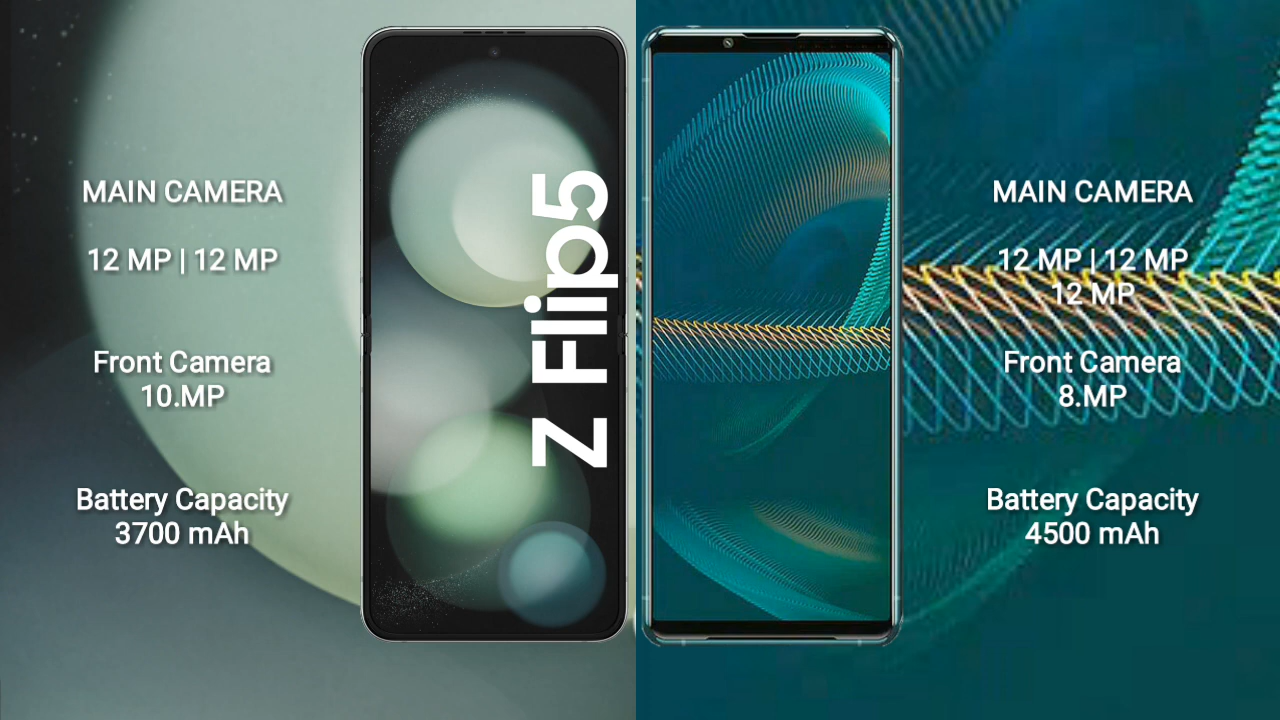 MAIN CAMERA
12 MP | 12 MP
Front Camera
10.MP
Battery Capacity
3700 mAh
Z Flip5
MAIN CAMERA
12 MP | 12 MP
12 MP
Front Camera
8.MP
Battery Capacity
4500 mAh